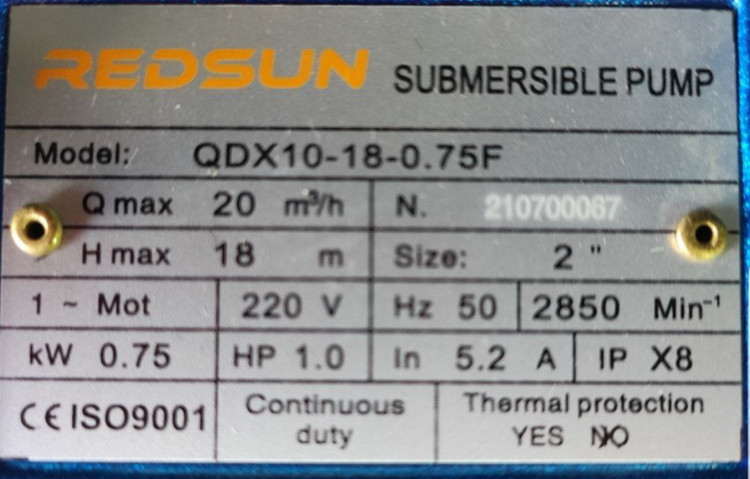 REDSUN SUBMERSIBLE PUMP
Model: QDX10-18-0.75F
Q max 20 m³/h N. 210700067
H max 18 m Size: 2 "
1 ~ Mot 220 V Hz 50 2850 Min⁻¹
kW 0.75 HP 1.0 In 5.2 A IP X8
CE ISO9001 Continuous duty Thermal protection
YES NO